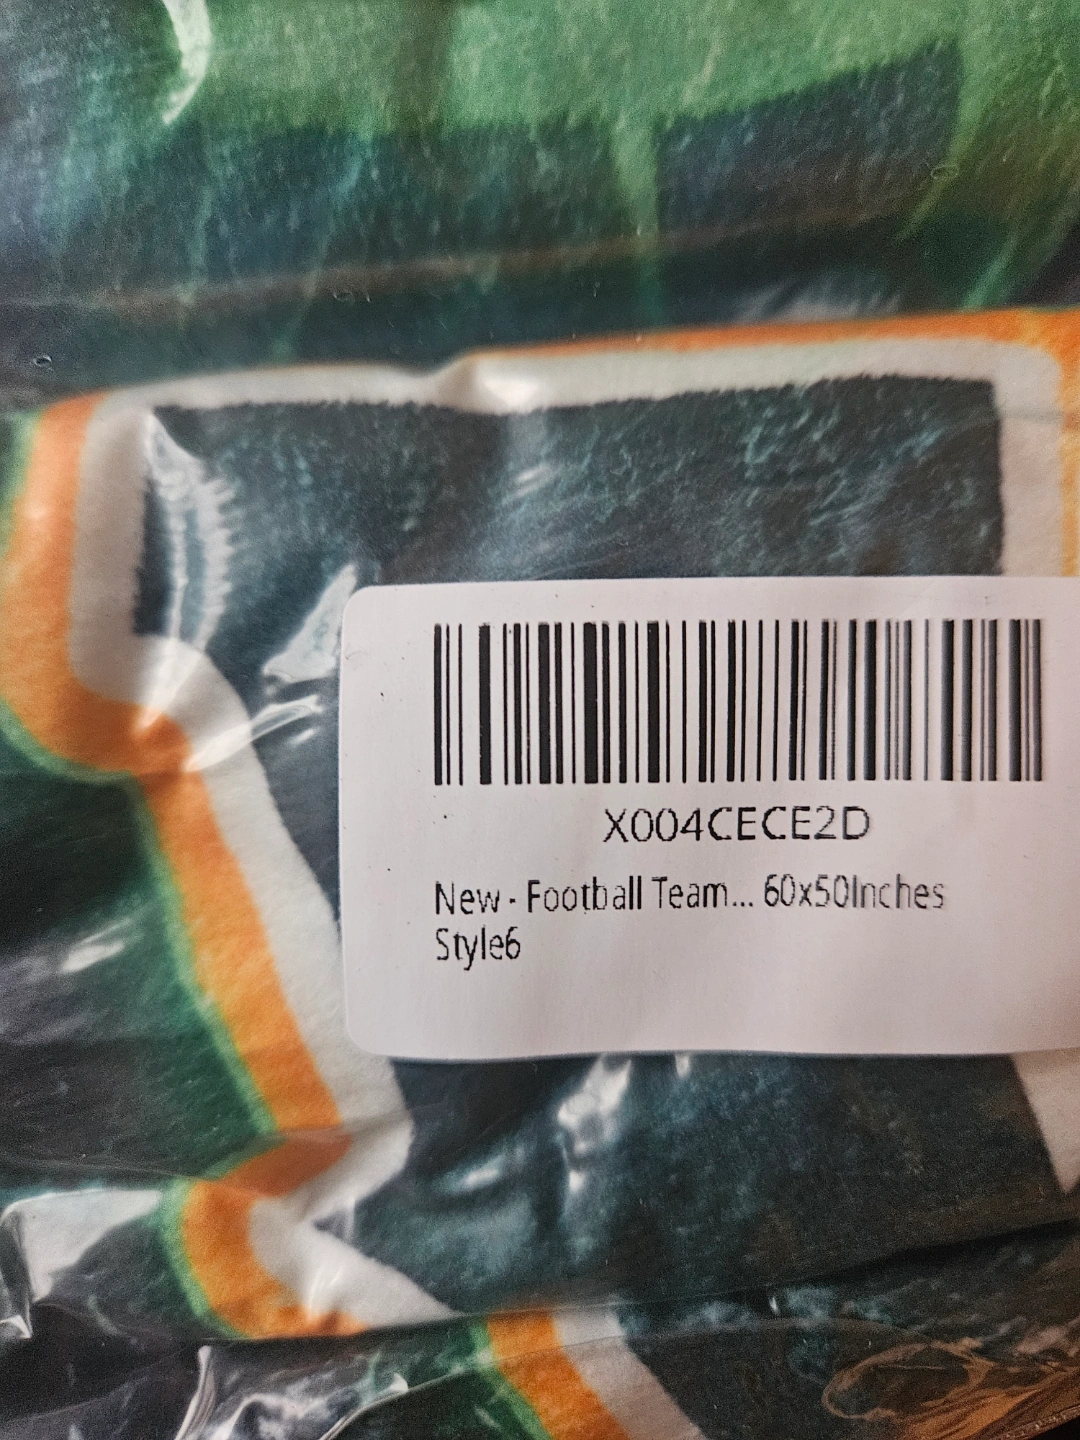 X004CECE2D
New - Football Team... 60x50Inches
Style6